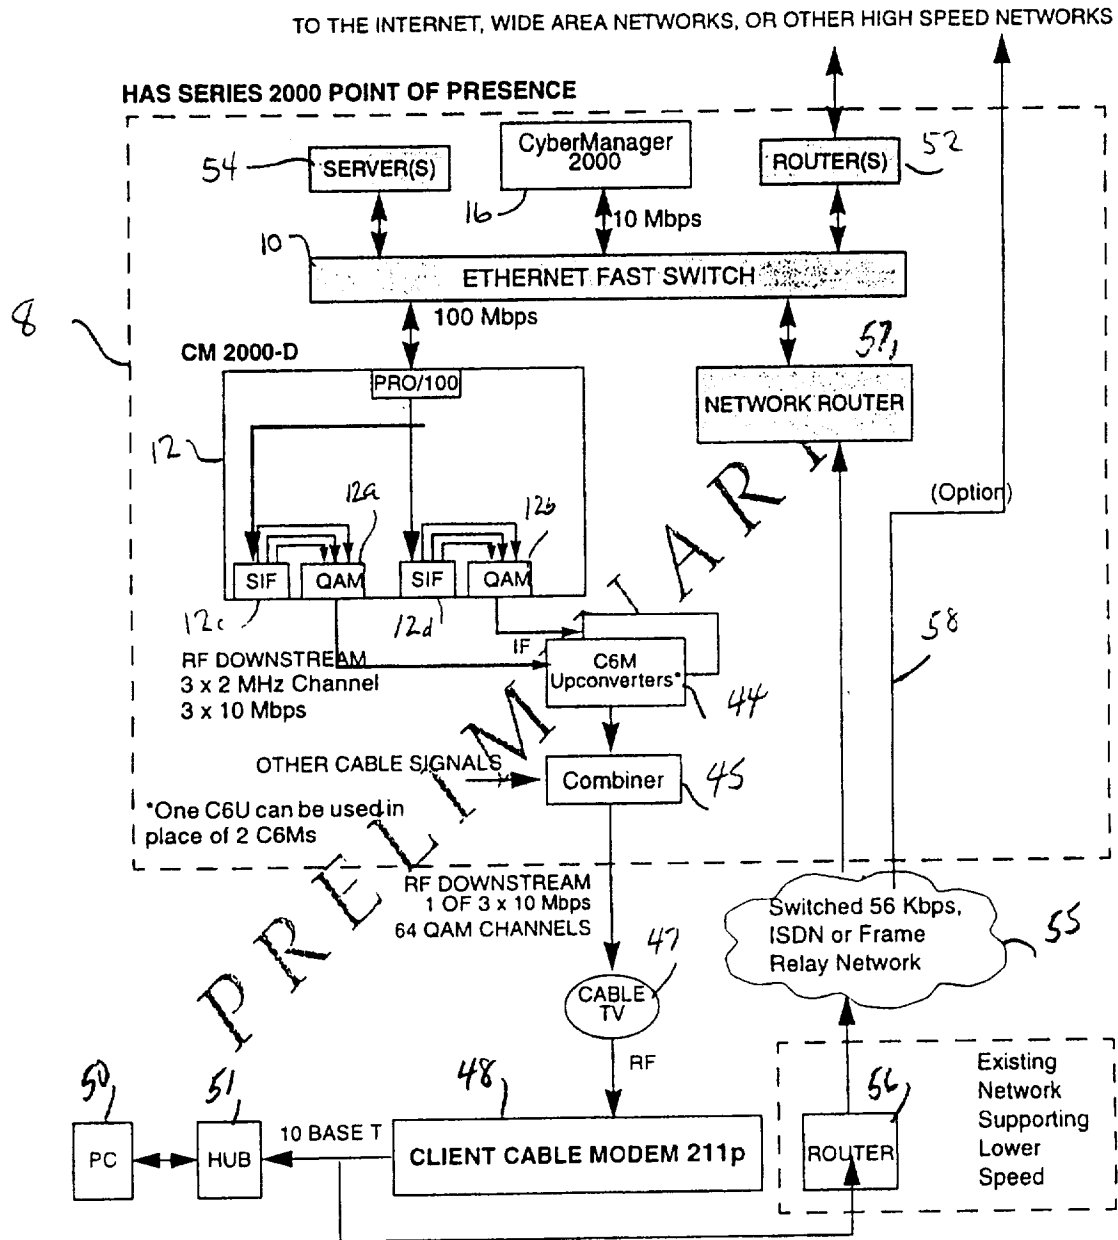 TO THE INTERNET, WIDE AREA NETWORKS, OR OTHER HIGH SPEED NETWORKS
HAS SERIES 2000 POINT OF PRESENCE
54
SERVER(S)
CyberManager
2000
16
ROUTER(S)
52
10 Mbps
10
ETHERNET FAST SWITCH
8
100 Mbps
57
CM 2000-D
PRO/100
NETWORK ROUTER
12
12a
12b
(Option)
SIF
QAM
SIF
QAM
12c
12d
58
IF
RF DOWNSTREAM
3 x 2 MHz Channel
3 x 10 Mbps
C6M
Upconverters*
44
OTHER CABLE SIGNALS
Combiner
45
*One C6U can be used in
place of 2 C6Ms
PRELIMINARY
RF DOWNSTREAM
1 OF 3 x 10 Mbps
64 QAM CHANNELS
Switched 56 Kbps,
ISDN or Frame
Relay Network
55
47
CABLE
TV
RF
50
51
48
56
Existing
Network
Supporting
Lower
Speed
PC
HUB
10 BASE T
CLIENT CABLE MODEM 211p
ROUTER